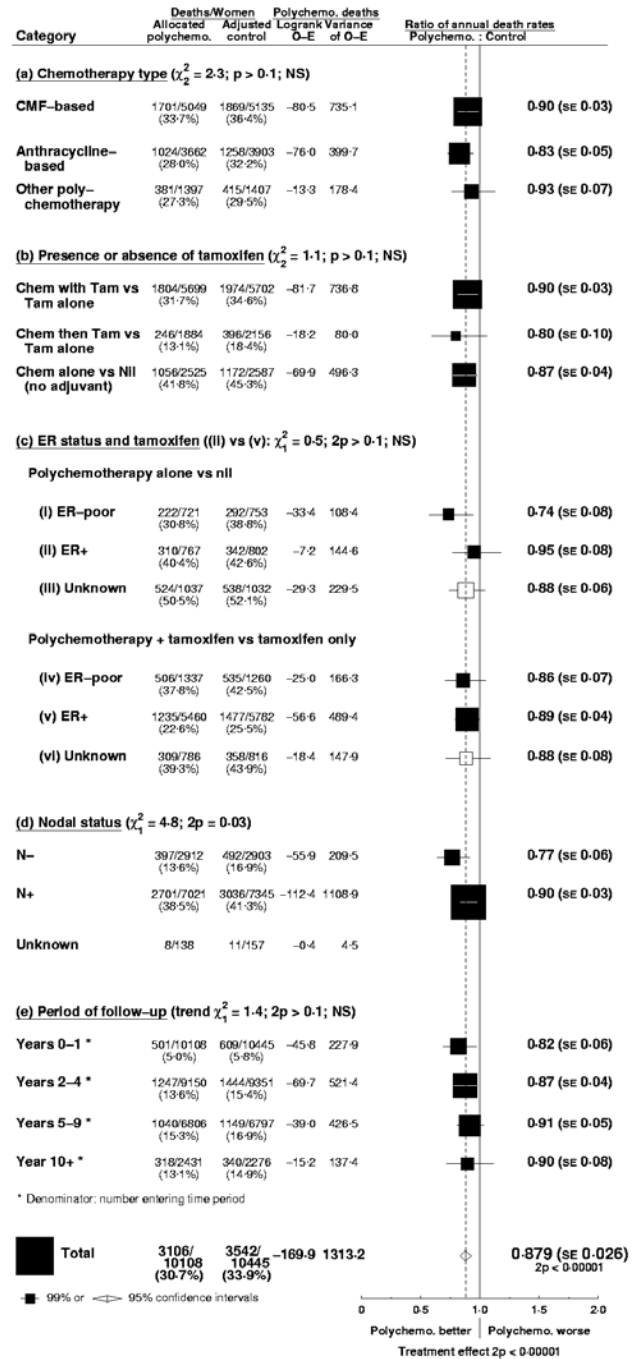 Deaths/Women Polychemo. deaths
Allocated Adjusted Logrank Variance Ratio of annual death rates
Category polychemo. control O–E of O–E Polychemo. : Control
(a) Chemotherapy type (χ²₂ = 2·3; p > 0·1; NS)
CMF–based 1701/5049 1869/5135 –80·5 735·1 0·90 (SE 0·03)
(33·7%) (36·4%)
Anthracycline– 1024/3662 1258/3903 –76·0 399·7 0·83 (SE 0·05)
based (28·0%) (32·2%)
Other poly– 381/1397 415/1407 –13·3 178·4 0·93 (SE 0·07)
chemotherapy (27·3%) (29·5%)
(b) Presence or absence of tamoxifen (χ²₂ = 1·1; p > 0·1; NS)
Chem with Tam vs 1804/5699 1974/5702 –81·7 736·8 0·90 (SE 0·03)
Tam alone (31·7%) (34·6%)
Chem then Tam vs 246/1884 396/2156 –18·2 80·0 0·80 (SE 0·10)
Tam alone (13·1%) (18·4%)
Chem alone vs Nil 1056/2525 1172/2587 –69·9 496·3 0·87 (SE 0·04)
(no adjuvant) (41·8%) (45·3%)
(c) ER status and tamoxifen ((ii) vs (v): χ²₁ = 0·5; 2p > 0·1; NS)
Polychemotherapy alone vs nil
(i) ER–poor 222/721 292/753 –33·4 108·4 0·74 (SE 0·08)
(30·8%) (38·8%)
(ii) ER+ 310/767 342/802 –7·2 144·6 0·95 (SE 0·08)
(40·4%) (42·6%)
(iii) Unknown 524/1037 538/1032 –29·3 229·5 0·88 (SE 0·06)
(50·5%) (52·1%)
Polychemotherapy + tamoxifen vs tamoxifen only
(iv) ER–poor 506/1337 535/1260 –25·0 166·3 0·86 (SE 0·07)
(37·8%) (42·5%)
(v) ER+ 1235/5460 1477/5782 –56·6 489·4 0·89 (SE 0·04)
(22·6%) (25·5%)
(vi) Unknown 309/786 358/816 –18·4 147·9 0·88 (SE 0·08)
(39·3%) (43·9%)
(d) Nodal status (χ²₁ = 4·8; 2p = 0·03)
N– 397/2912 492/2903 –55·9 209·5 0·77 (SE 0·06)
(13·6%) (16·9%)
N+ 2701/7021 3036/7345 –112·4 1108·9 0·90 (SE 0·03)
(38·5%) (41·3%)
Unknown 8/138 11/157 –0·4 4·5
(e) Period of follow–up (trend χ²₁ = 1·4; 2p > 0·1; NS)
Years 0–1 * 501/10108 609/10445 –45·8 227·9 0·82 (SE 0·06)
(5·0%) (5·8%)
Years 2–4 * 1247/9150 1444/9351 –69·7 521·4 0·87 (SE 0·04)
(13·6%) (15·4%)
Years 5–9 * 1040/6806 1149/6797 –39·0 426·5 0·91 (SE 0·05)
(15·3%) (16·9%)
Year 10+ * 318/2431 340/2276 –15·2 137·4 0·90 (SE 0·08)
(13·1%) (14·9%)
* Denominator: number entering time period
Total 3106/ 3542/ –169·9 1313·2 0·879 (SE 0·026)
10108 10445 2p < 0·00001
(30·7%) (33·9%)
99% or 95% confidence intervals
0 0·5 1·0 1·5 2·0
Polychemo. better Polychemo. worse
Treatment effect 2p < 0·00001